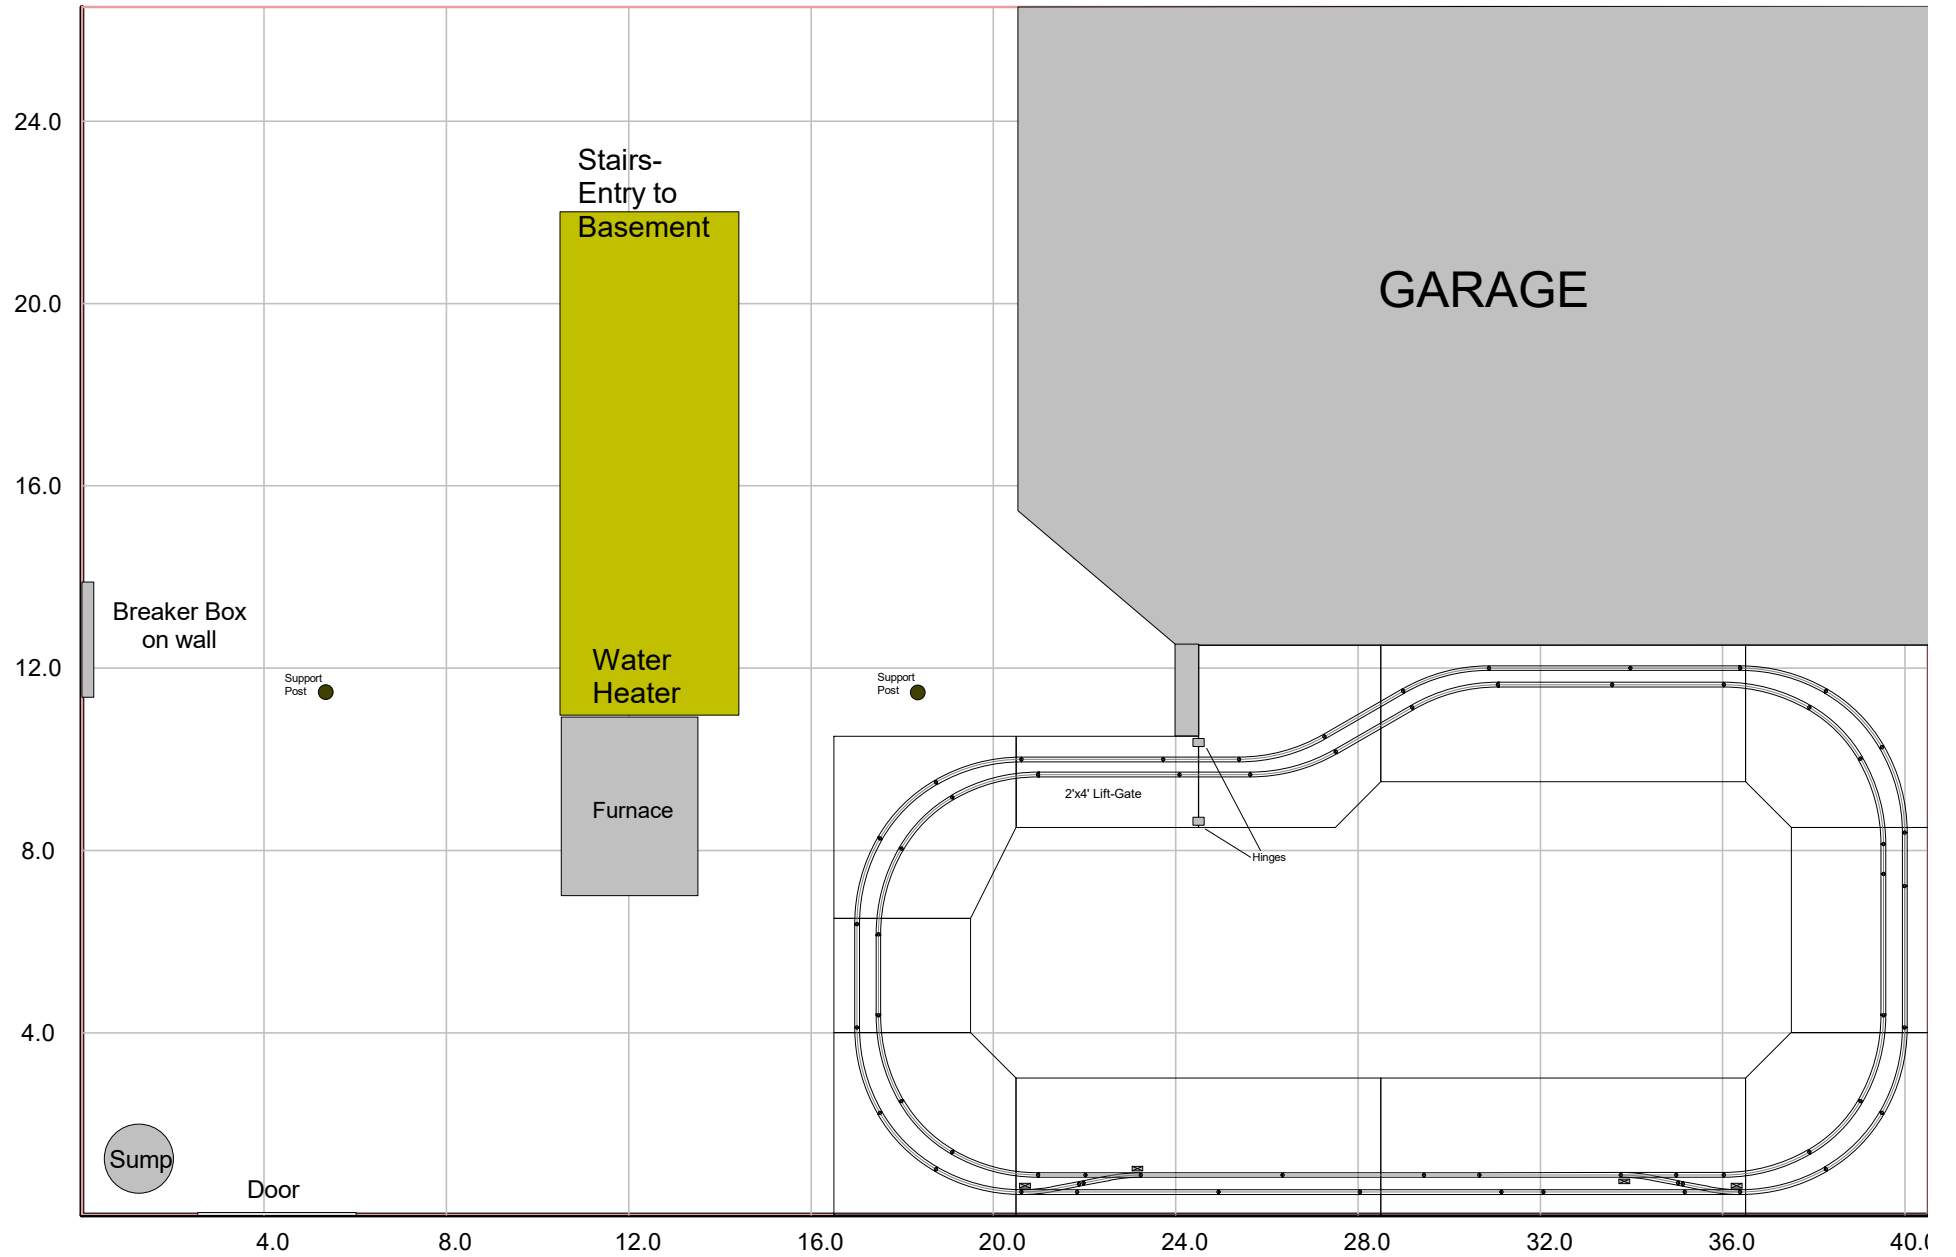 24.0
Stairs-
Entry to
Basement
GARAGE
20.0
16.0
Breaker Box
on wall
Water
Heater
12.0
Support
Post
Support
Post
2'x4' Lift-Gate
Furnace
8.0
Hinges
4.0
Sump
Door
4.0
8.0
12.0
16.0
20.0
24.0
28.0
32.0
36.0
40.0